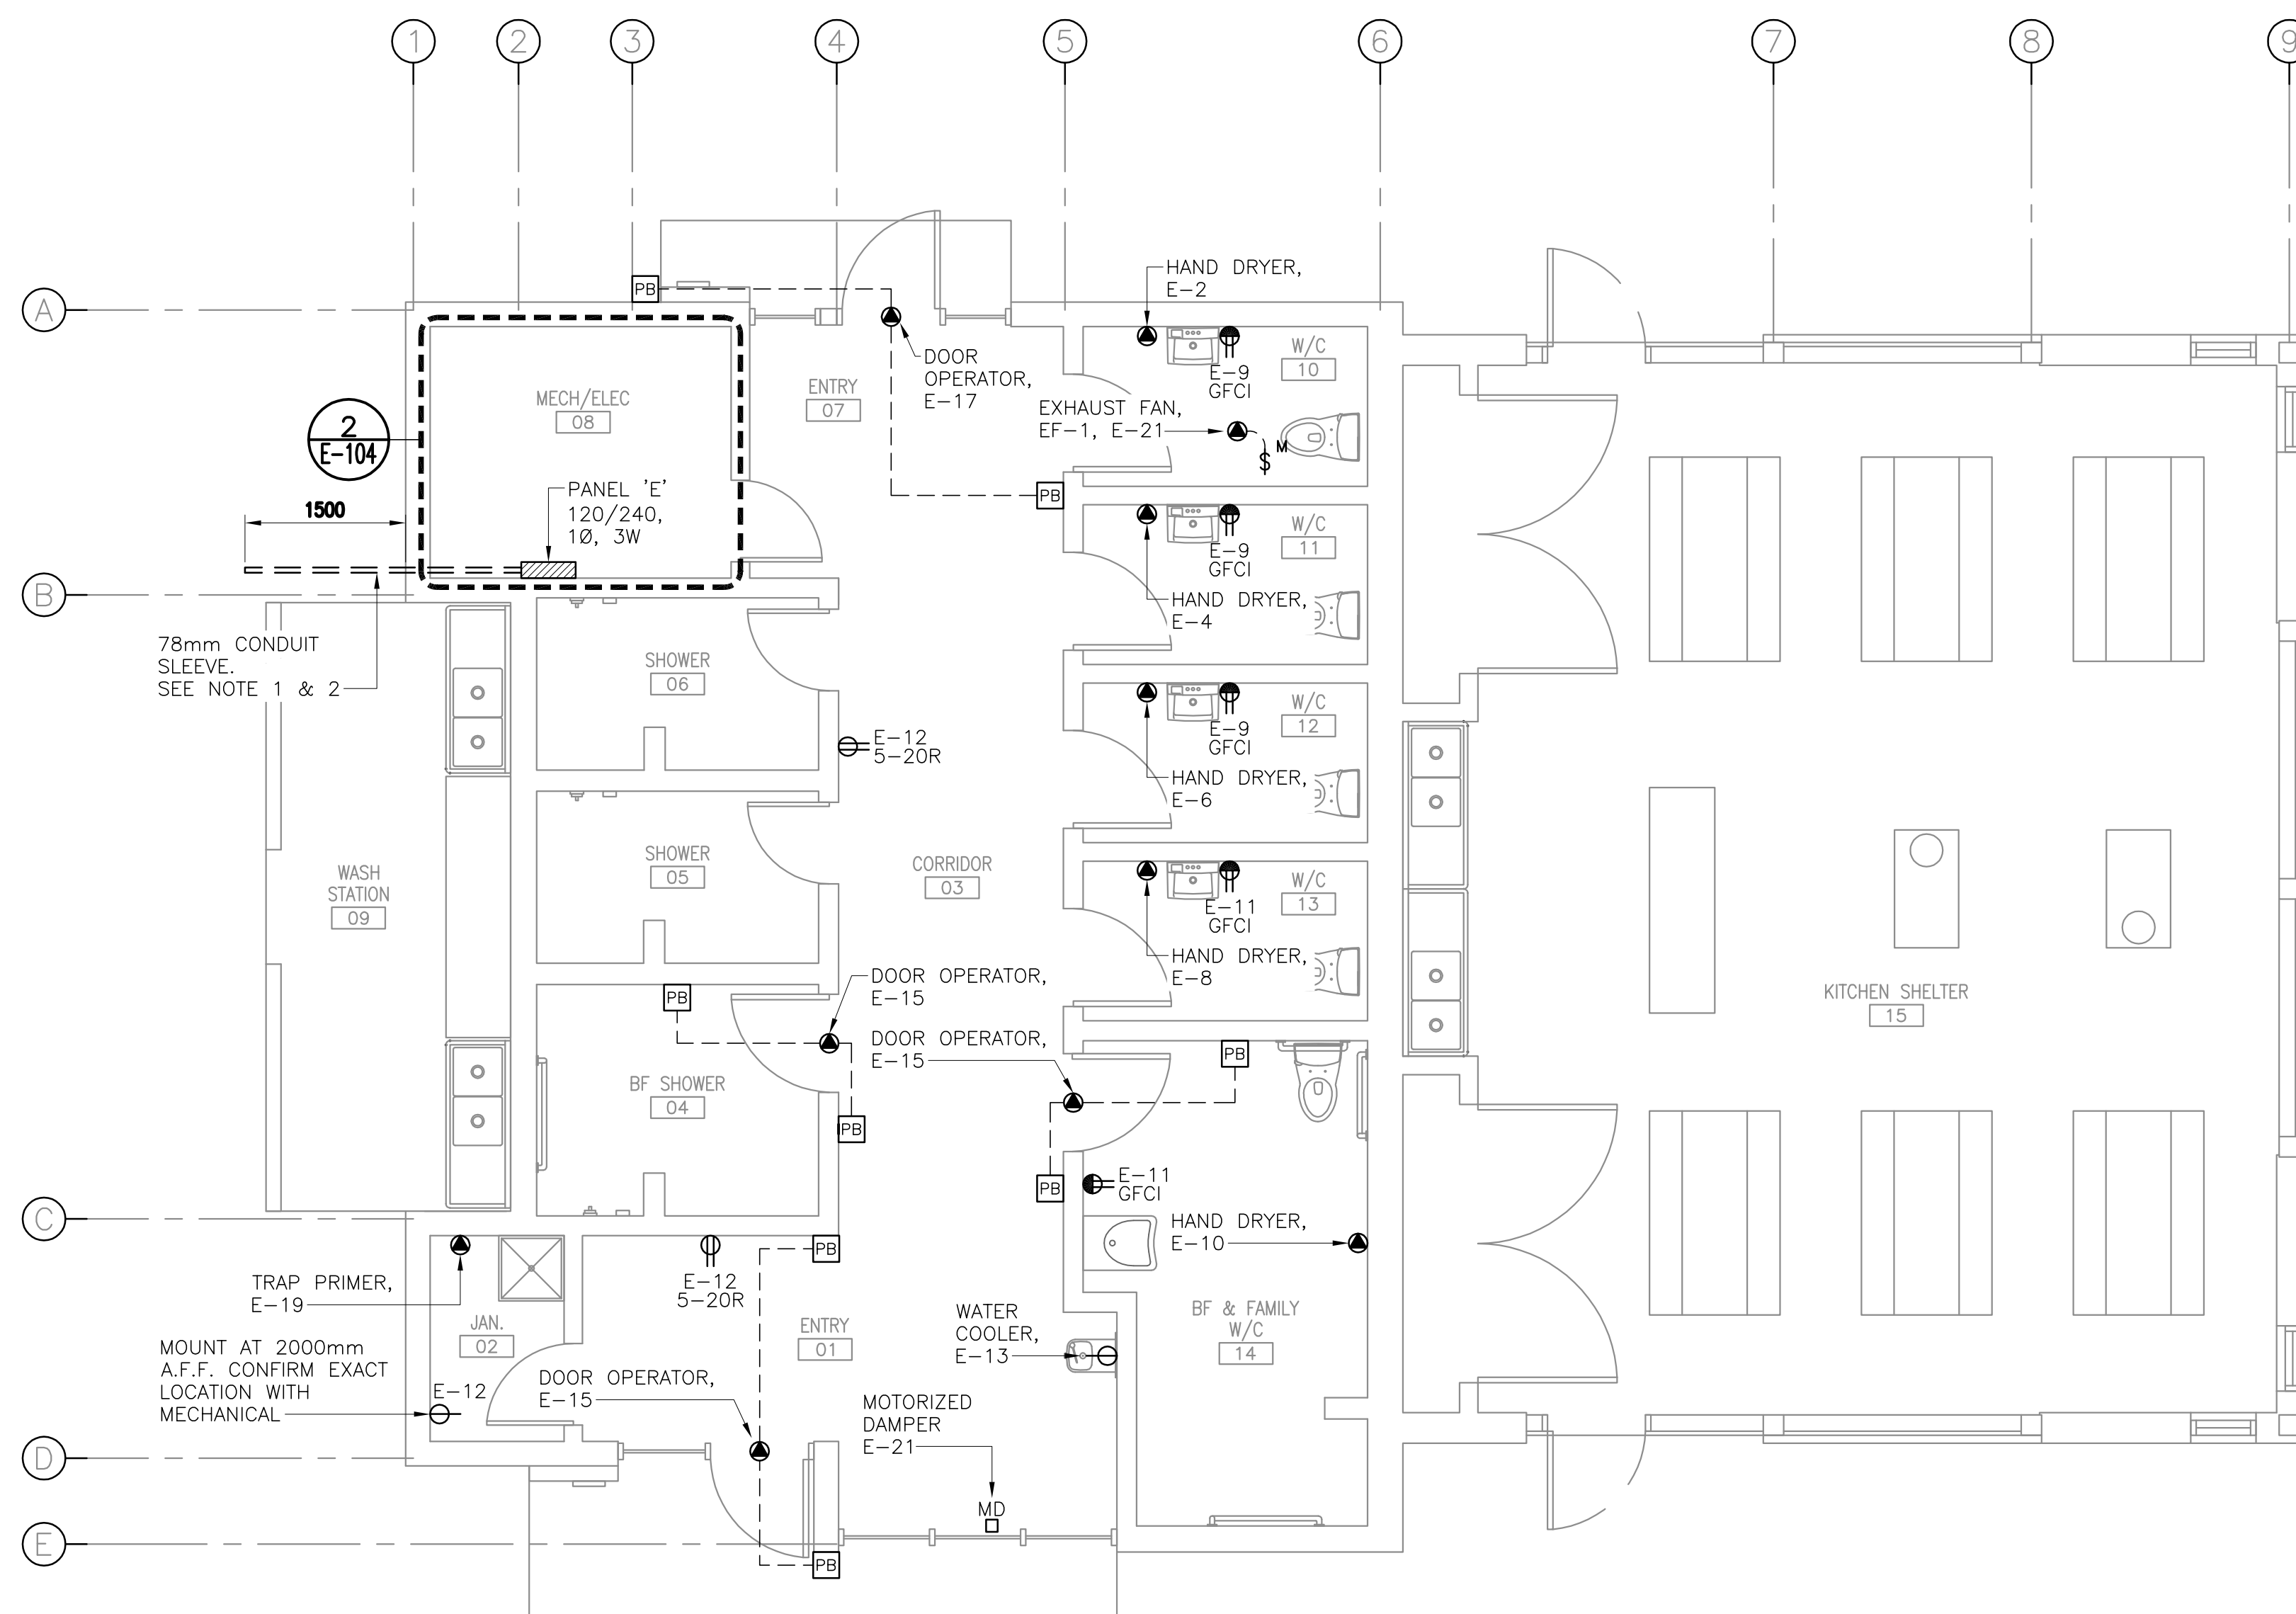 1
2
3
4
5
6
7
8
9
A
B
C
D
E
PB
HAND DRYER,
E-2
DOOR
OPERATOR,
E-17
ENTRY
07
MECH/ELEC
08
2
E-104
PANEL 'E'
120/240,
1Ø, 3W
1500
78mm CONDUIT
SLEEVE.
SEE NOTE 1 & 2
E-9
GFCI
W/C
10
EXHAUST FAN,
EF-1, E-21
$ M
PB
E-9
GFCI
W/C
11
HAND DRYER,
E-4
SHOWER
06
E-12
5-20R
E-9
GFCI
W/C
12
HAND DRYER,
E-6
SHOWER
05
WASH
STATION
09
CORRIDOR
03
E-11
GFCI
W/C
13
HAND DRYER,
E-8
KITCHEN SHELTER
15
PB
DOOR OPERATOR,
E-15
DOOR OPERATOR,
E-15
PB
BF SHOWER
04
PB
PB
E-11
GFCI
HAND DRYER,
E-10
PB
TRAP PRIMER,
E-19
E-12
5-20R
JAN.
02
ENTRY
01
WATER
COOLER,
E-13
BF & FAMILY
W/C
14
MOUNT AT 2000mm
A.F.F. CONFIRM EXACT
LOCATION WITH
MECHANICAL
E-12
DOOR OPERATOR,
E-15
MOTORIZED
DAMPER
E-21
MD
PB